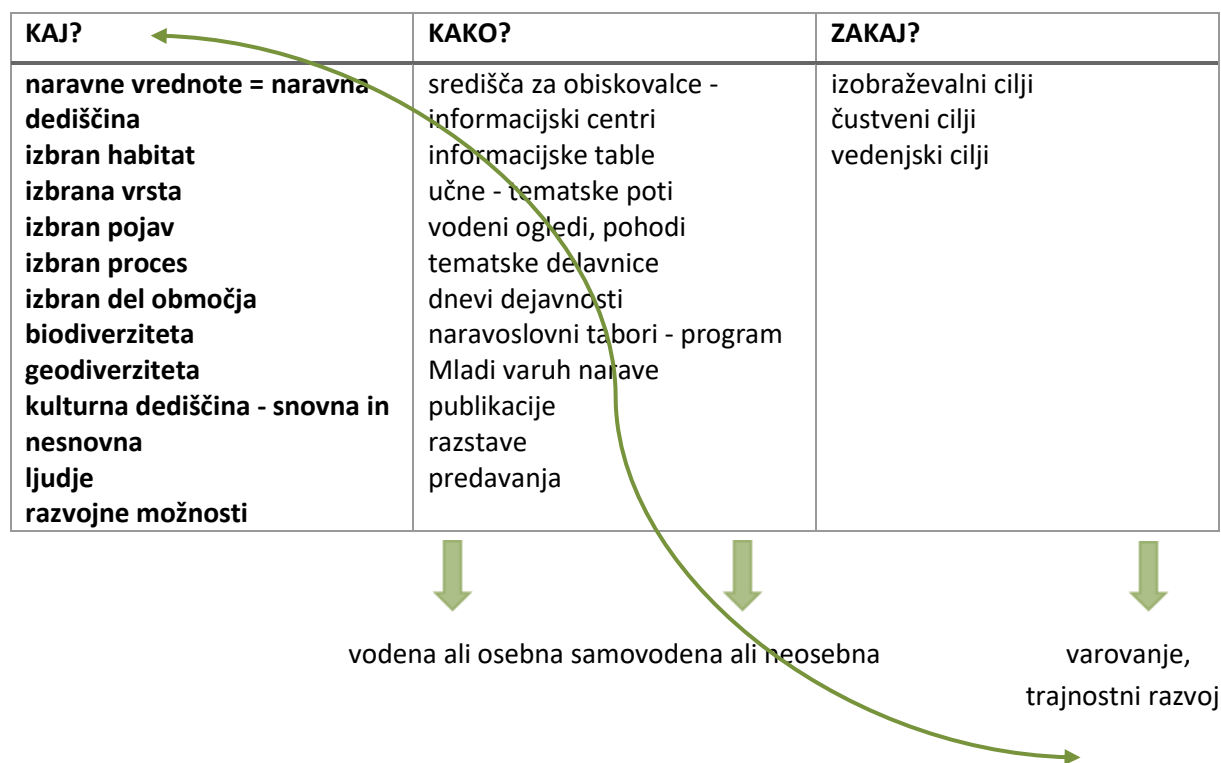 KAJ?
naravne vrednote = naravna
dediščina
izbran habitat
izbrana vrsta
izbran pojav
izbran proces
izbran del območja
biodiverziteta
geodiverziteta
kulturna dediščina - snovna in
nesnovna
ljudje
razvojne možnosti
KAKO?
središča za obiskovalce -
informacijski centri
informacijske table
učne - tematske poti
vodeni ogledi, pohodi
tematske delavnice
dnevi dejavnosti
naravoslovni tabori - program
Mladi varuh narave
publikacije
razstave
predavanja
ZAKAJ?
izobraževalni cilji
čustveni cilji
vedenjski cilji
vodena ali osebna samovodena ali neosebna
varovanje,
trajnostni razvoj